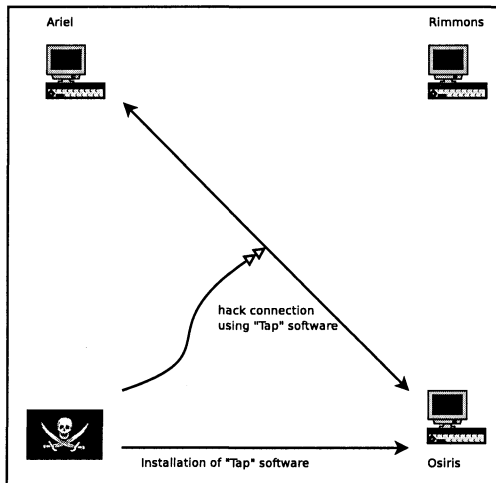 Ariel
Rimmons
hack connection
using "Tap" software
Installation of "Tap" software
Osiris